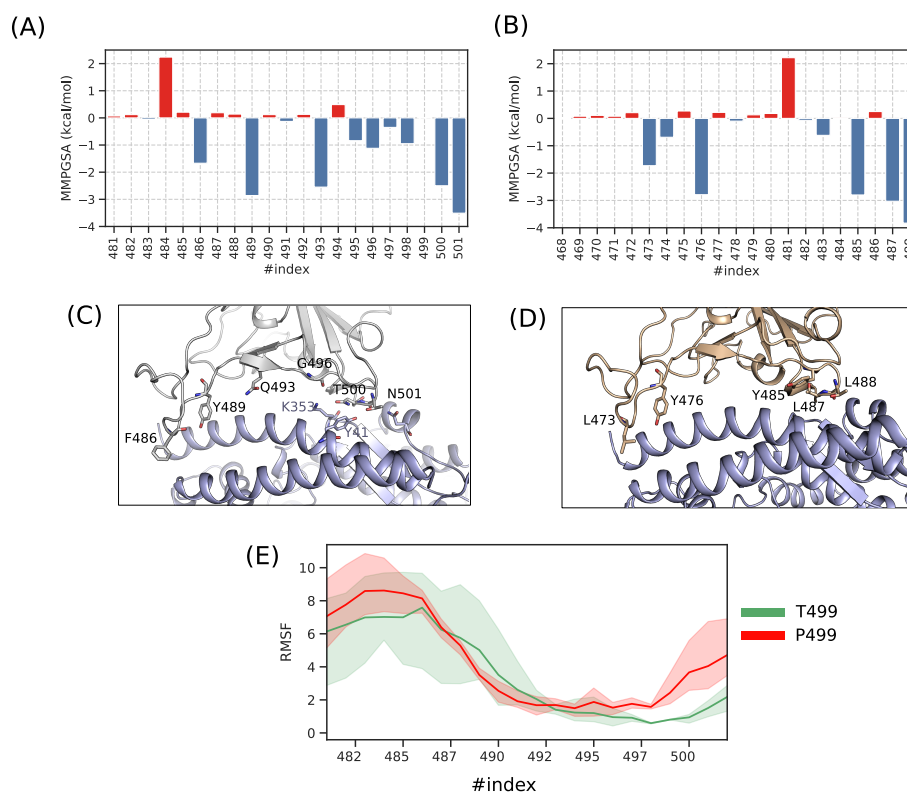 (A)
(B)
MMPGSA (kcal/mol)
2
1
0
−1
−2
−3
−4
481 482 483 484 485 486 487 488 489 490 491 492 493 494 495 496 497 498 499 500 501
#index
MMPGSA (kcal/mol)
2
1
0
−1
−2
−3
−4
468 469 470 471 472 473 474 475 476 477 478 479 480 481 482 483 484 485 486 487
#index
(C)
(D)
G496
Q493
T500
N501
Y489
K353
Y41
F486
L488
Y485
L487
Y476
L473
(E)
RMSF
10
8
6
4
2
0
482 485 487 490 492 495 497 500
#index
T499
P499